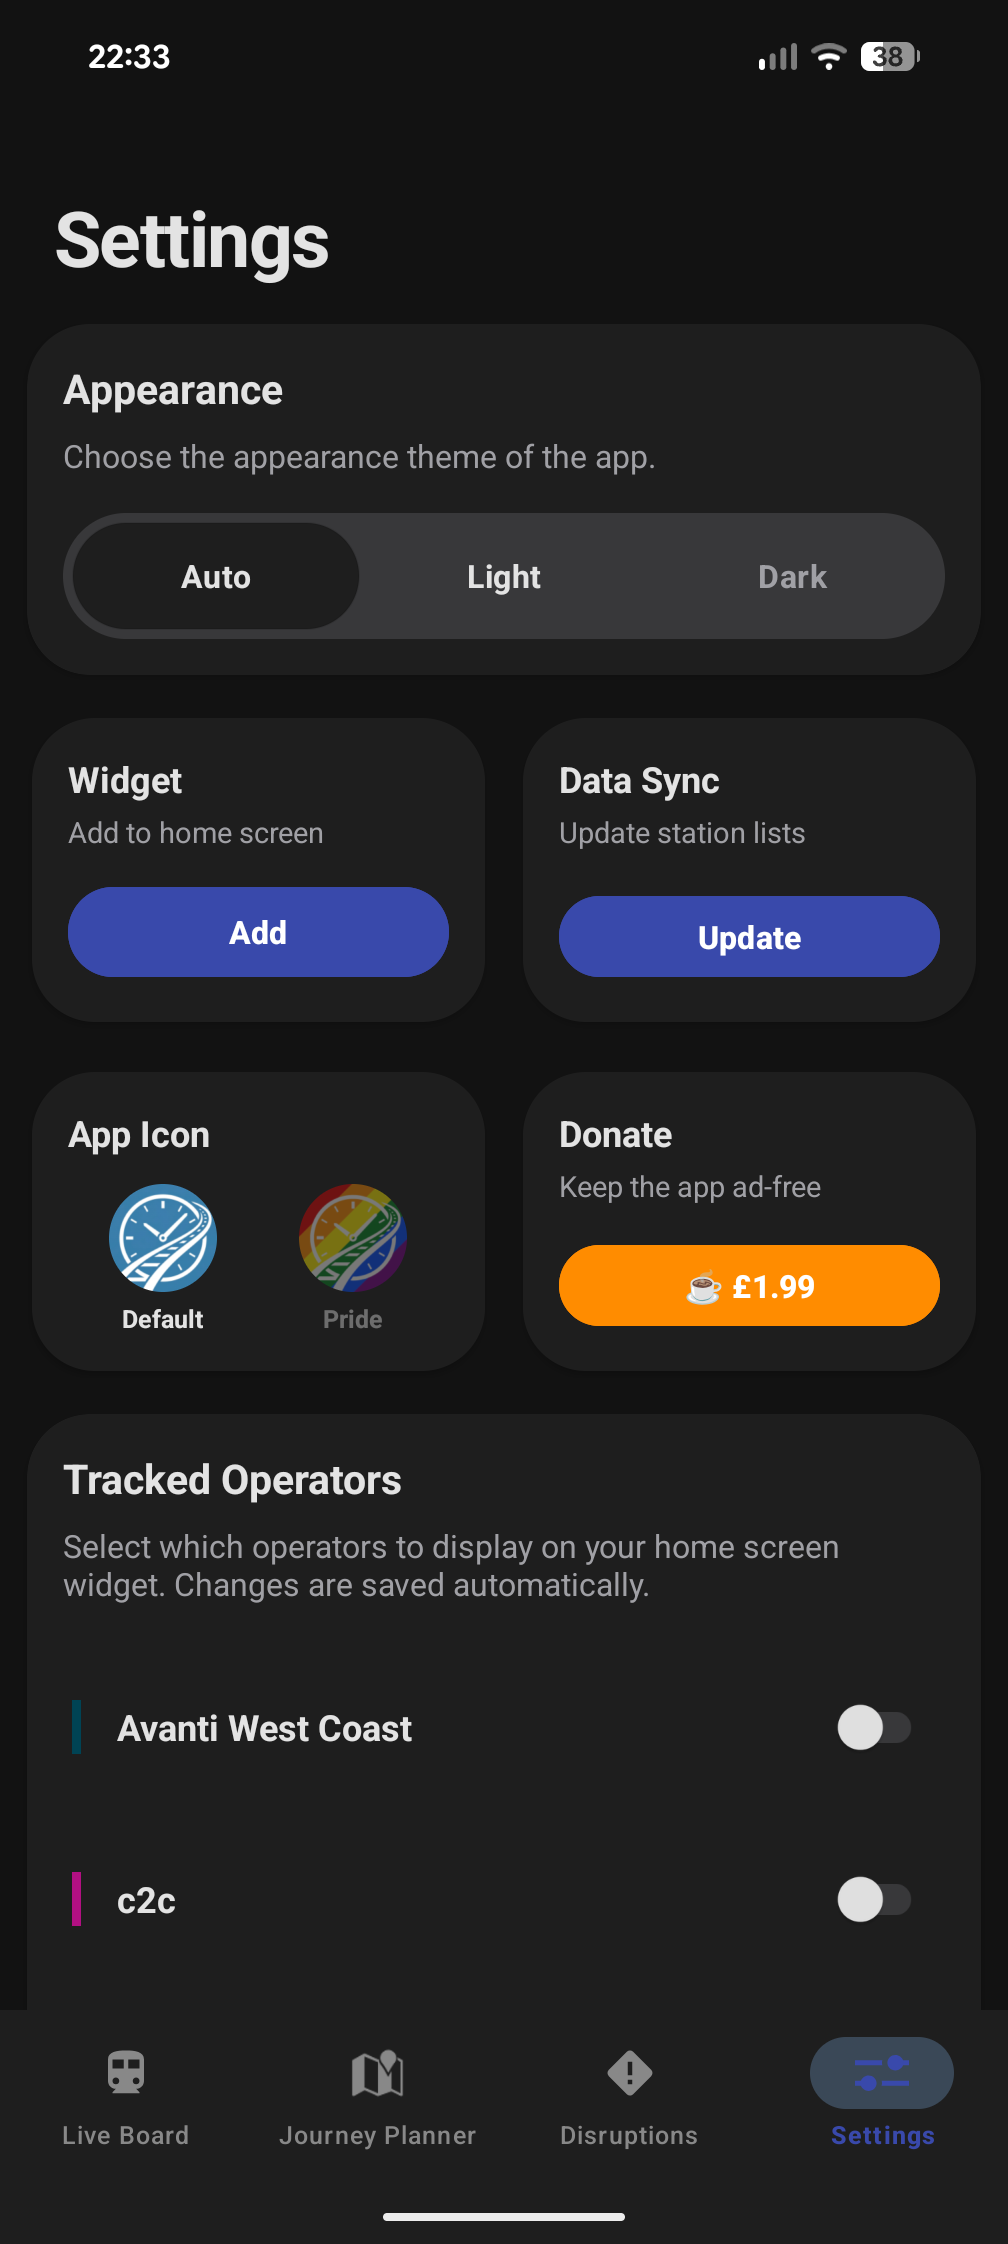 22:33
38
Settings
Appearance
Choose the appearance theme of the app.
Auto
Light
Dark
Widget
Add to home screen
Add
Data Sync
Update station lists
Update
App Icon
Default
Pride
Donate
Keep the app ad-free
☕ £1.99
Tracked Operators
Select which operators to display on your home screen
widget. Changes are saved automatically.
Avanti West Coast
c2c
Live Board
Journey Planner
Disruptions
Settings